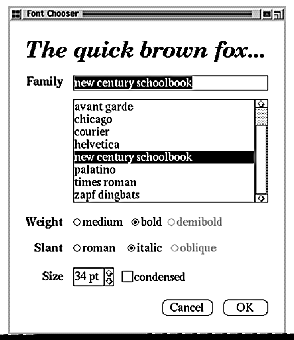 Font Chooser
The quick brown fox...
Family new century schoolbook
avant garde
chicago
courier
helvetica
new century schoolbook
palatino
times roman
zapf dingbats
Weight medium bold demibold
Slant roman italic oblique
Size 34 pt condensed
Cancel OK